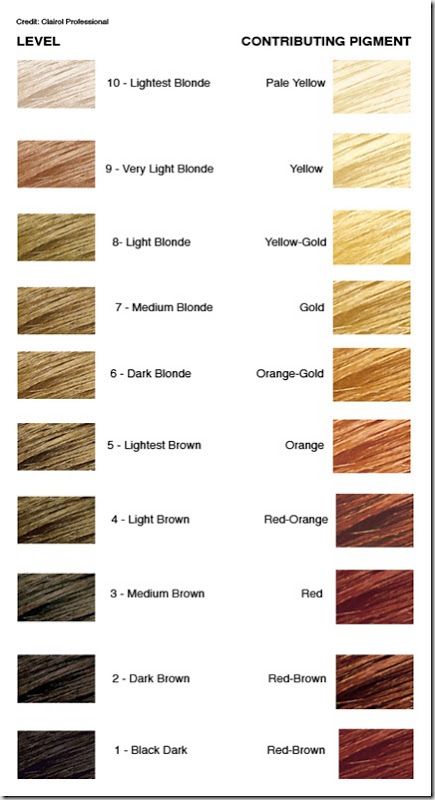 Credit: Clairol Professional
LEVEL CONTRIBUTING PIGMENT
10 - Lightest Blonde Pale Yellow
9 - Very Light Blonde Yellow
8- Light Blonde Yellow-Gold
7 - Medium Blonde Gold
6 - Dark Blonde Orange-Gold
5 - Lightest Brown Orange
4 - Light Brown Red-Orange
3 - Medium Brown Red
2 - Dark Brown Red-Brown
1 - Black Dark Red-Brown